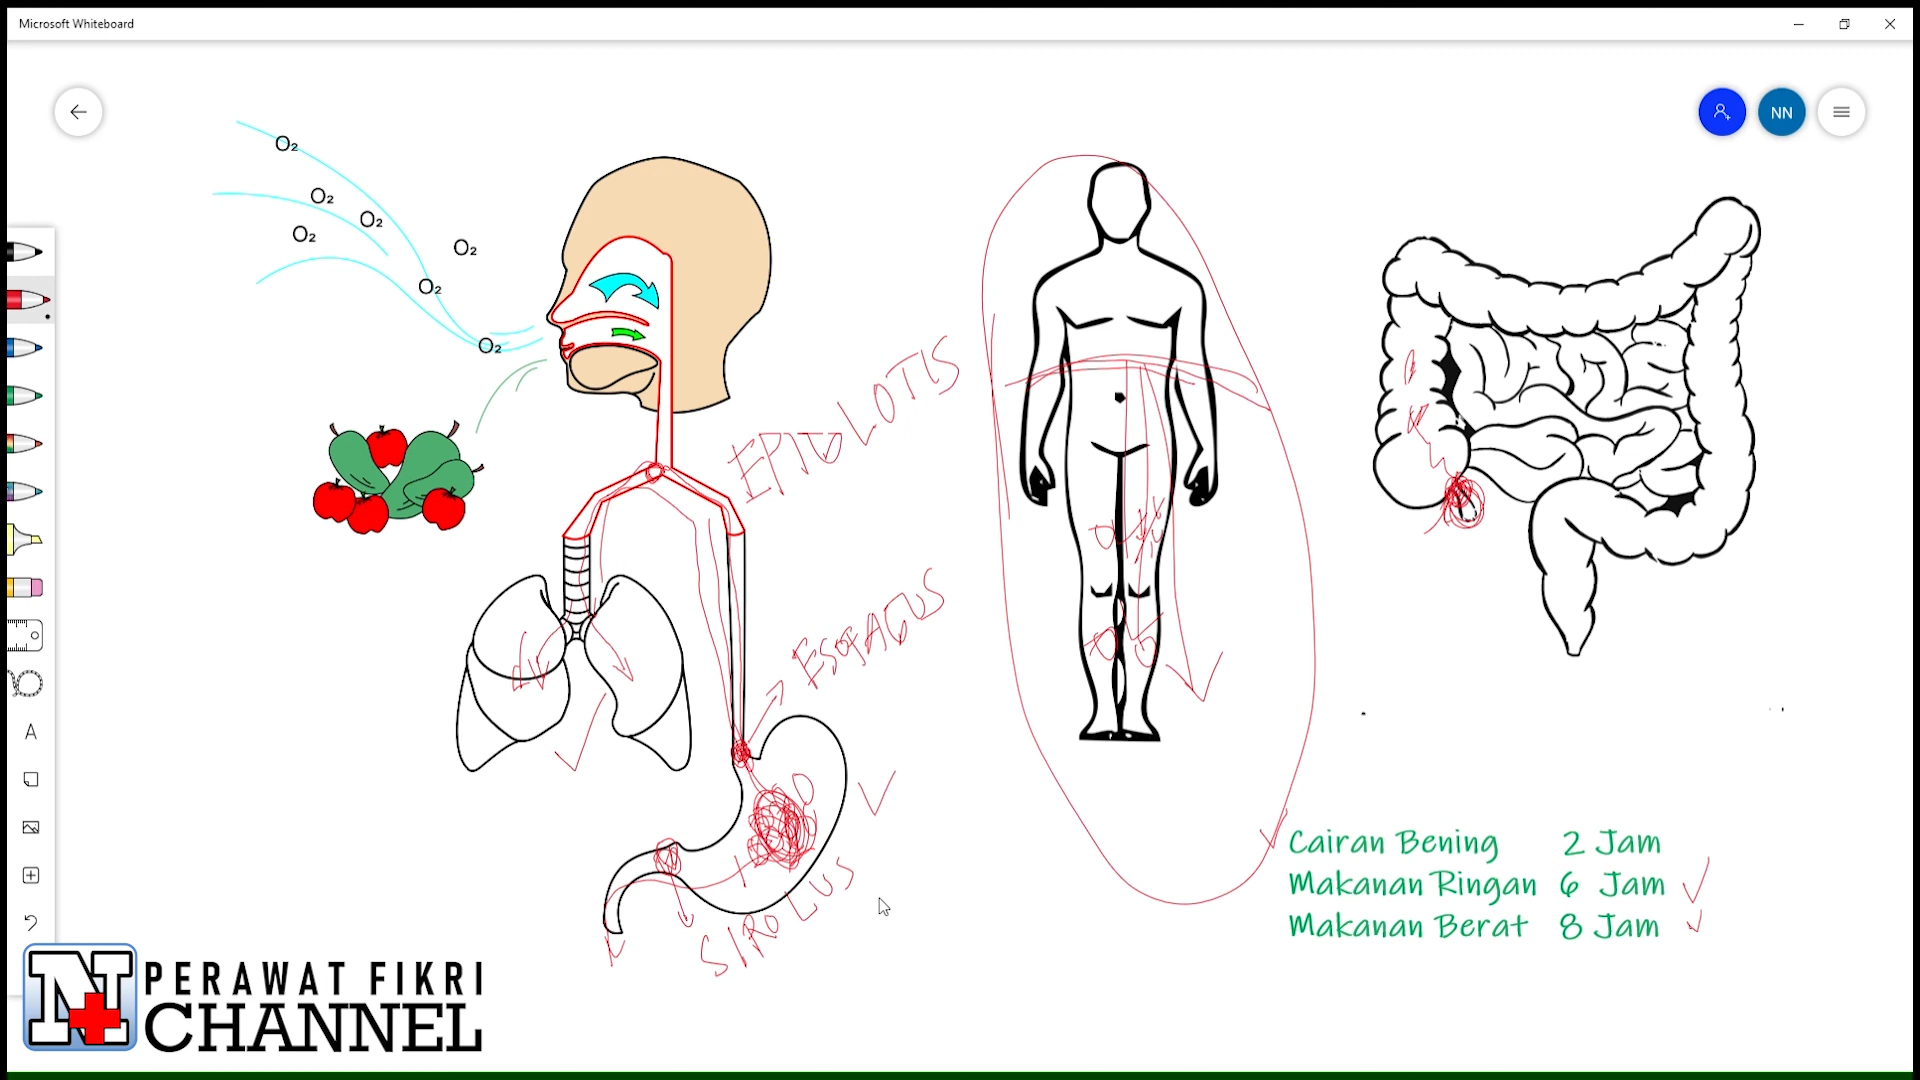 Microsoft Whiteboard
NN
O₂
O₂
O₂
O₂
O₂
O₂
O₂
EPIGLOTIS
ESOFAGUS
Cairan Bening 2 Jam
Makanan Ringan 6 Jam
Makanan Berat 8 Jam
A
N
PERAWAT FIKRI
CHANNEL